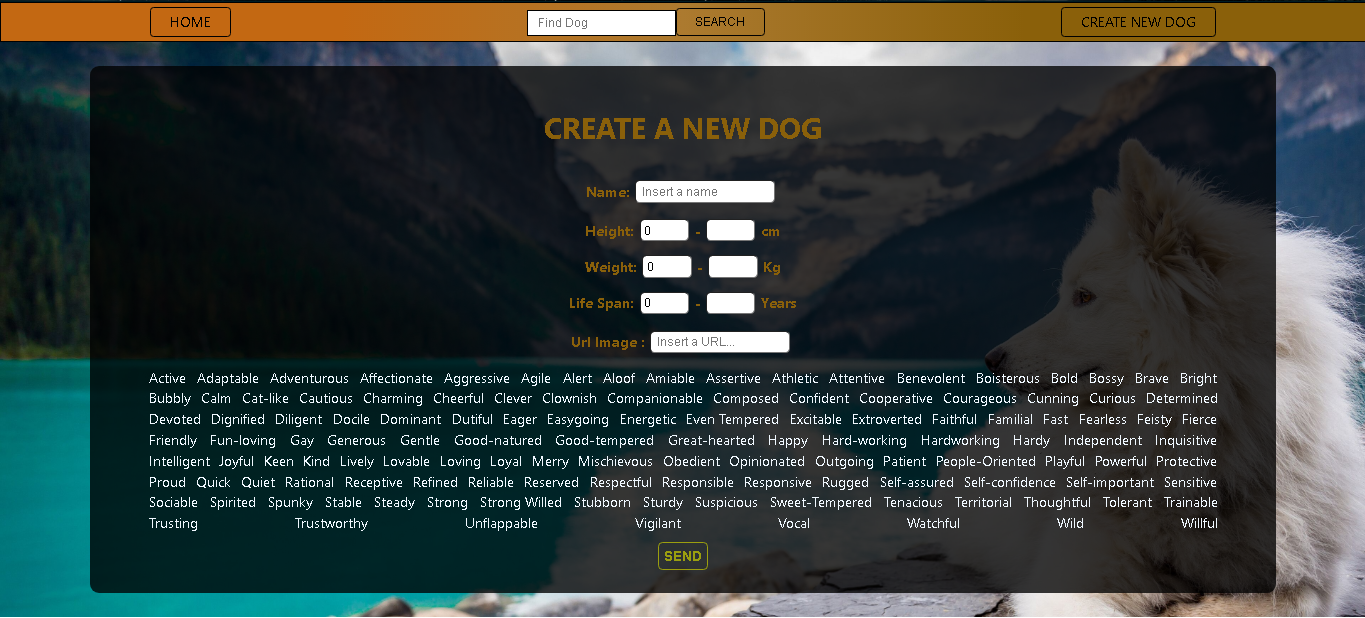 HOME Find Dog SEARCH CREATE NEW DOG
CREATE A NEW DOG
Name: Insert a name
Height: 0 - cm
Weight: 0 - Kg
Life Span: 0 - Years
Url Image : Insert a URL...
Active Adaptable Adventurous Affectionate Aggressive Agile Alert Aloof Amiable Assertive Athletic Attentive Benevolent Boisterous Bold Bossy Brave Bright
Bubbly Calm Cat-like Cautious Charming Cheerful Clever Clownish Companionable Composed Confident Cooperative Courageous Cunning Curious Determined
Devoted Dignified Diligent Docile Dominant Dutiful Eager Easygoing Energetic Even Tempered Excitable Extroverted Faithful Familial Fast Fearless Feisty Fierce
Friendly Fun-loving Gay Generous Gentle Good-natured Good-tempered Great-hearted Happy Hard-working Hardworking Hardy Independent Inquisitive
Intelligent Joyful Keen Kind Lively Lovable Loving Loyal Merry Mischievous Obedient Opinionated Outgoing Patient People-Oriented Playful Powerful Protective
Proud Quick Quiet Rational Receptive Refined Reliable Reserved Respectful Responsible Responsive Rugged Self-assured Self-confidence Self-important Sensitive
Sociable Spirited Spunky Stable Steady Strong Strong Willed Stubborn Sturdy Suspicious Sweet-Tempered Tenacious Territorial Thoughtful Tolerant Trainable
Trusting Trustworthy Unflappable Vigilant Vocal Watchful Wild Willful
SEND